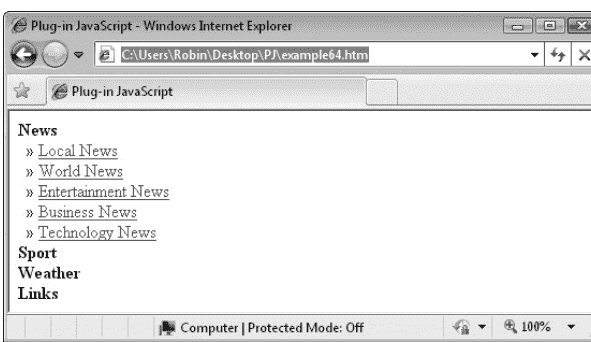 Plug-in JavaScript - Windows Internet Explorer
C:\Users\Robin\Desktop\PJ\example64.htm
Plug-in JavaScript
News
» Local News
» World News
» Entertainment News
» Business News
» Technology News
Sport
Weather
Links
Computer | Protected Mode: Off
100%